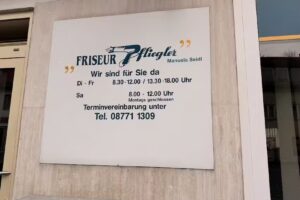 " FRISEUR Pfliegler "
Manuela Seidl
Wir sind für Sie da
Di - Fr 8.30 - 12.00 / 13.30 - 18.00 Uhr
Sa 8.00 - 12.00 Uhr
Montags geschlossen
Terminvereinbarung unter
Tel. 08771 1309